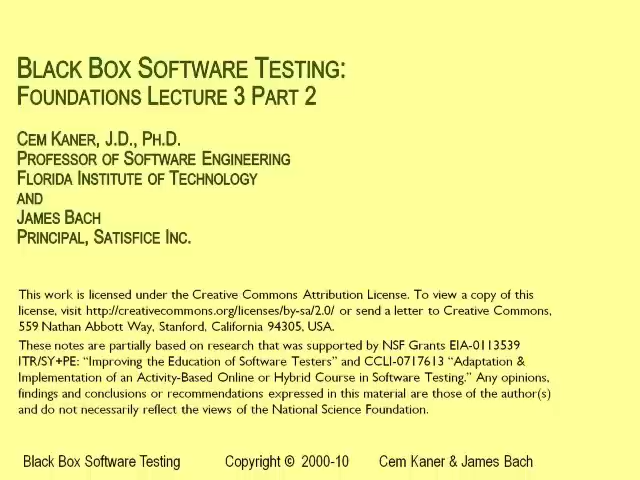 BLACK BOX SOFTWARE TESTING:
FOUNDATIONS LECTURE 3 PART 2
CEM KANER, J.D., PH.D.
PROFESSOR OF SOFTWARE ENGINEERING
FLORIDA INSTITUTE OF TECHNOLOGY
AND
JAMES BACH
PRINCIPAL, SATISFICE INC.
This work is licensed under the Creative Commons Attribution License. To view a copy of this
license, visit http://creativecommons.org/licenses/by-sa/2.0/ or send a letter to Creative Commons,
559 Nathan Abbott Way, Stanford, California 94305, USA.
These notes are partially based on research that was supported by NSF Grants EIA-0113539
ITR/SY+PE: “Improving the Education of Software Testers” and CCLI-0717613 “Adaptation &
Implementation of an Activity-Based Online or Hybrid Course in Software Testing.” Any opinions,
findings and conclusions or recommendations expressed in this material are those of the author(s)
and do not necessarily reflect the views of the National Science Foundation.
Black Box Software Testing Copyright © 2000-10 Cem Kaner & James Bach